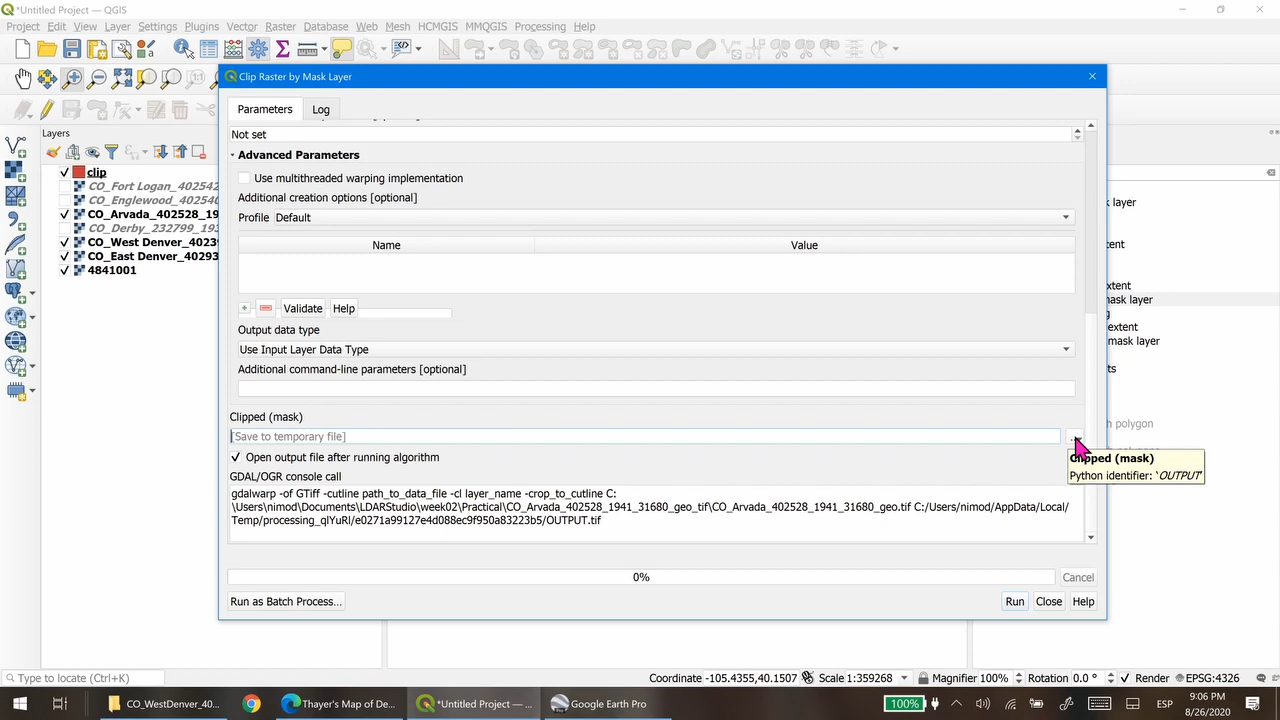 *Untitled Project — QGIS
Project Edit View Layer Settings Plugins Vector Raster Database Web Mesh HCMGIS MMQGIS Processing Help
Clip Raster by Mask Layer
Parameters Log
Layers
Not set
Advanced Parameters
clip
Use multithreaded warping implementation
CO_Fort Logan_402542
Additional creation options [optional]
CO_Englewood_40254
k layer
CO_Arvada_402528_19
Profile Default
CO_Derby_232799_193
CO_West Denver_40239
Name Value
ent
CO_East Denver_40293
4841001
xtent
mask layer
Validate Help
g
extent
Output data type
mask layer
Use Input Layer Data Type
Additional command-line parameters [optional]
ts
Clipped (mask)
h polygon
[Save to temporary file]
...
Open output file after running algorithm
Clipped (mask)
Python identifier: 'OUTPUT'
GDAL/OGR console call
gdalwarp -of GTiff -cutline path_to_data_file -cl layer_name -crop_to_cutline C:
\Users\nimod\Documents\LDARStudio\week02\Practical\CO_Arvada_402528_1941_31680_geo_tif\CO_Arvada_402528_1941_31680_geo.tif C:/Users/nimod/AppData/Local/
Temp/processing_qlYuRl/e0271a99127e4d088ec9f950a83223b5/OUTPUT.tif
0%
Cancel
Run as Batch Process...
Run Close Help
Type to locate (Ctrl+K)
Coordinate -105.4355,40.1507 Scale 1:359268 Magnifier 100% Rotation 0.0 ° Render EPSG:4326
CO_WestDenver_40... Thayer's Map of De... *Untitled Project — ... Google Earth Pro
100% ESP 9:06 PM
8/26/2020